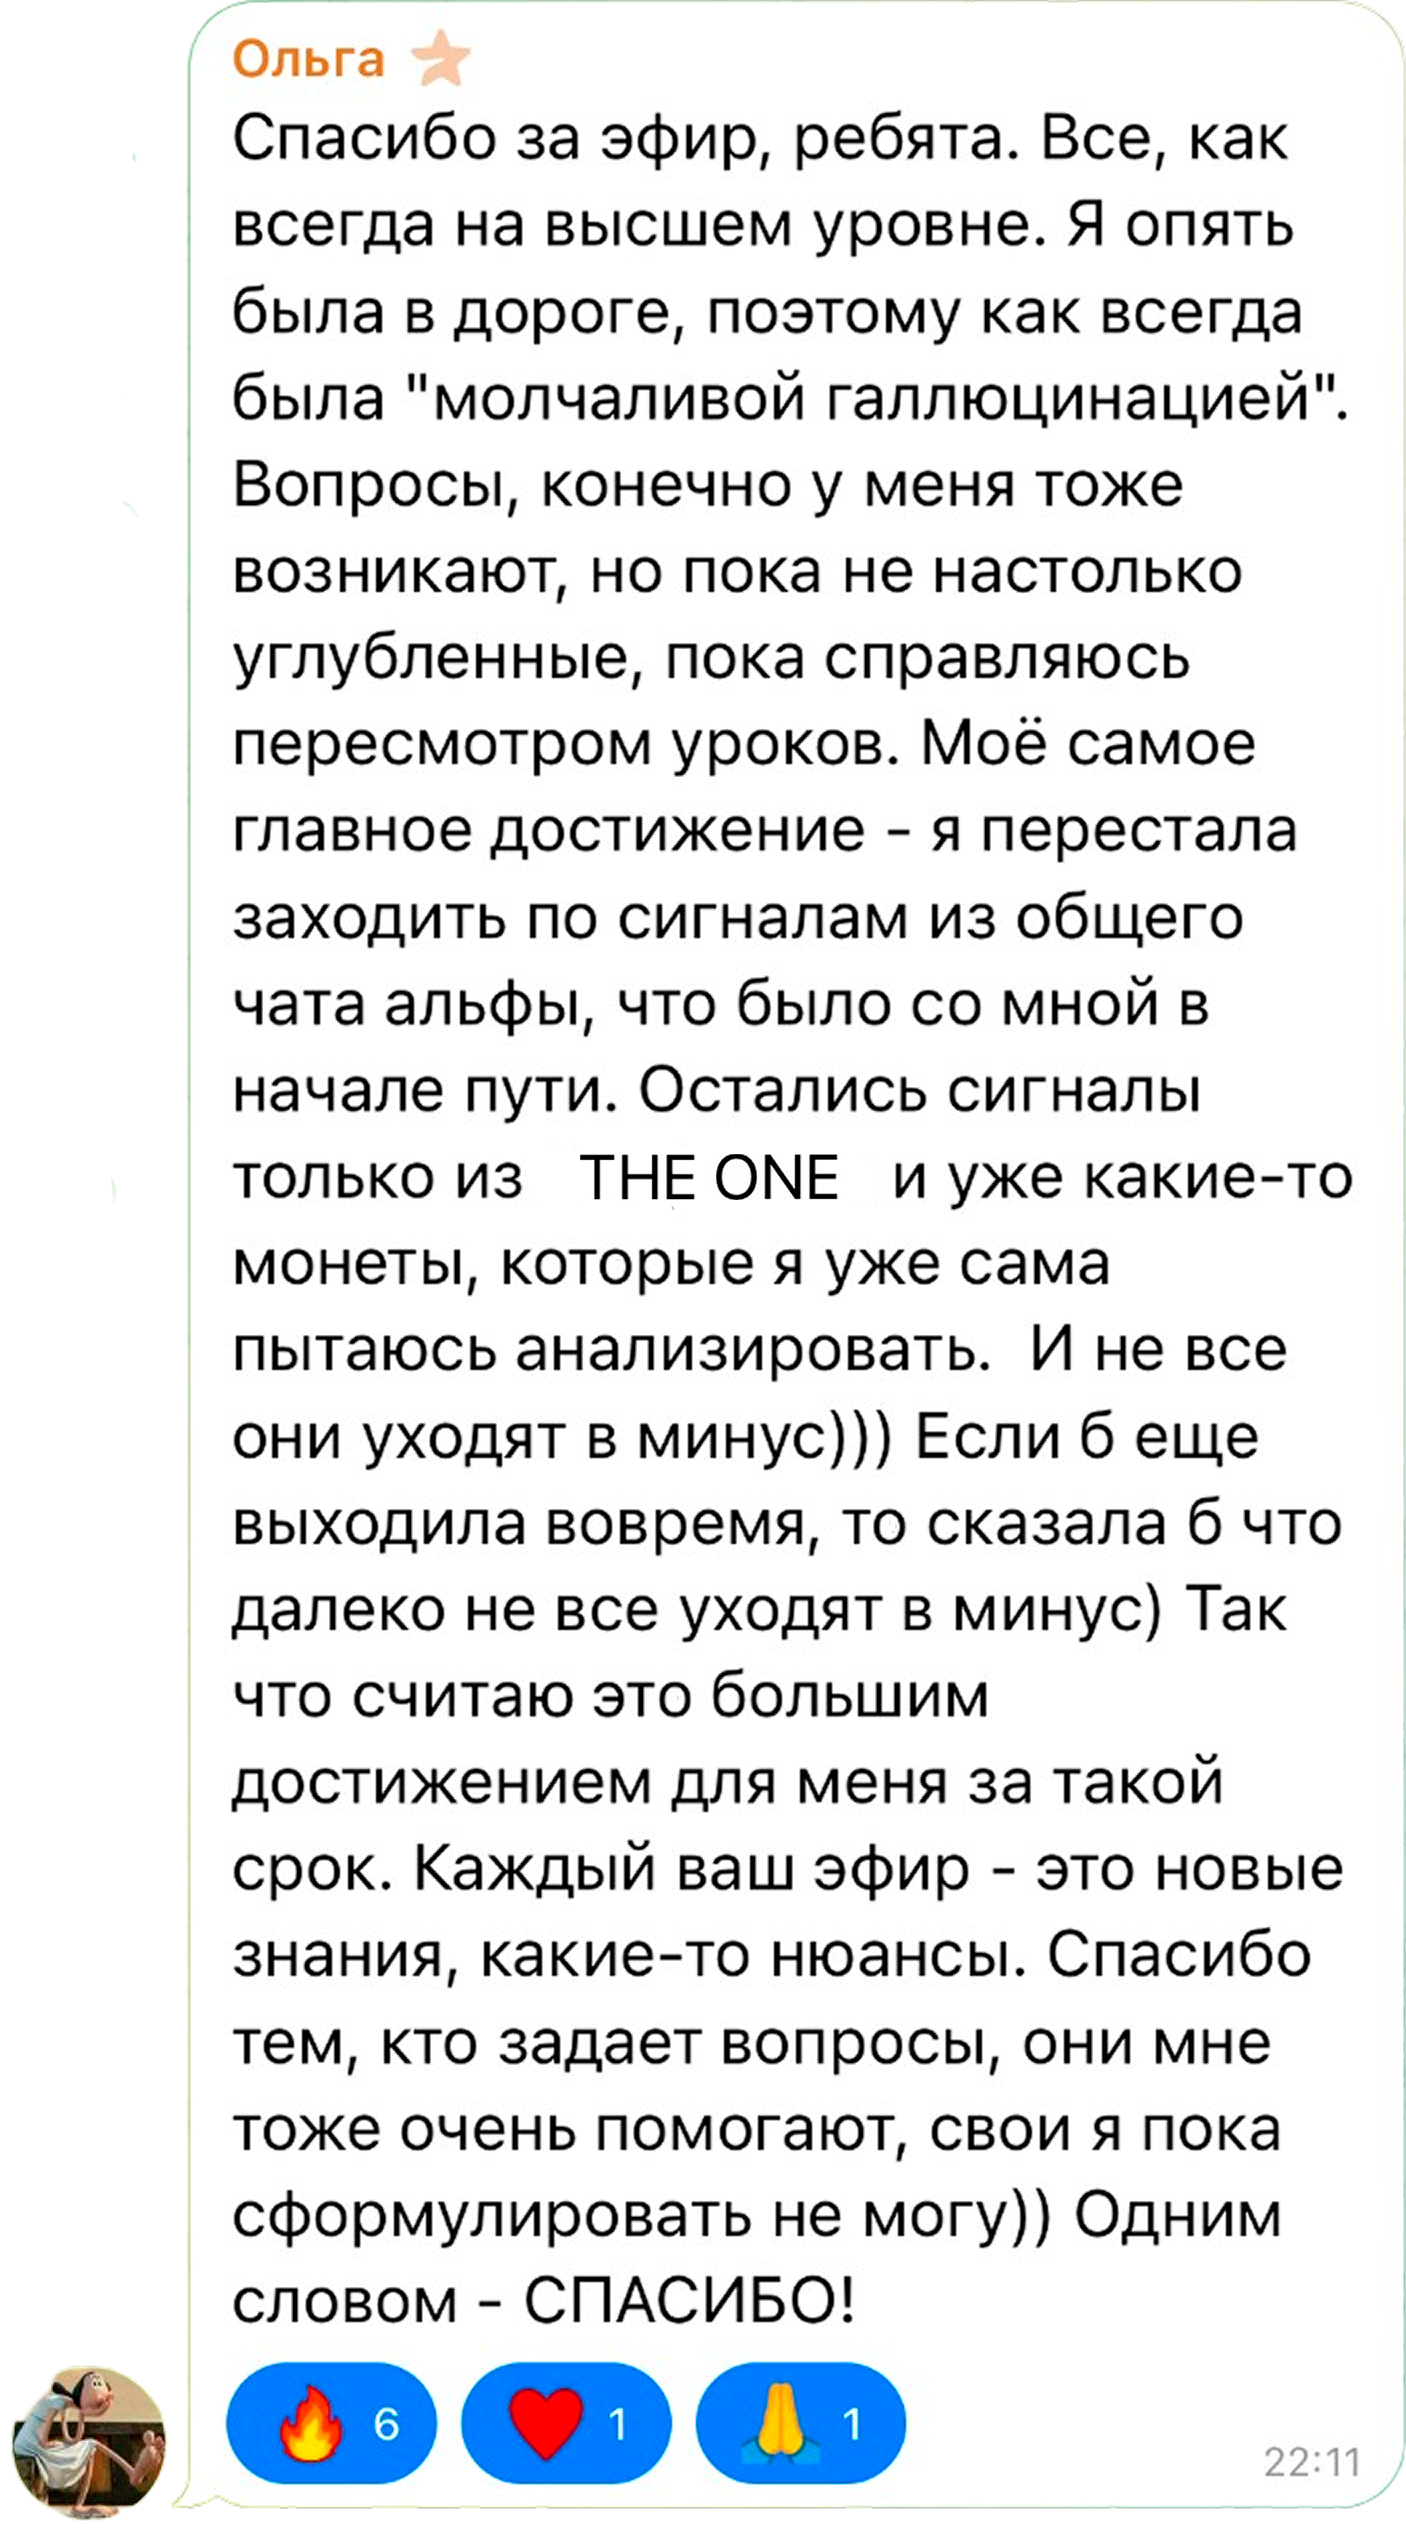 Ольга
Спасибо за эфир, ребята. Все, как
всегда на высшем уровне. Я опять
была в дороге, поэтому как всегда
была "молчаливой галлюцинацией".
Вопросы, конечно у меня тоже
возникают, но пока не настолько
углубленные, пока справляюсь
пересмотром уроков. Моё самое
главное достижение - я перестала
заходить по сигналам из общего
чата альфы, что было со мной в
начале пути. Остались сигналы
только из THE ONE и уже какие-то
монеты, которые я уже сама
пытаюсь анализировать. И не все
они уходят в минус))) Если б еще
выходила вовремя, то сказала б что
далеко не все уходят в минус) Так
что считаю это большим
достижением для меня за такой
срок. Каждый ваш эфир - это новые
знания, какие-то нюансы. Спасибо
тем, кто задает вопросы, они мне
тоже очень помогают, свои я пока
сформулировать не могу)) Одним
словом - СПАСИБО!
6 1 1
22:11